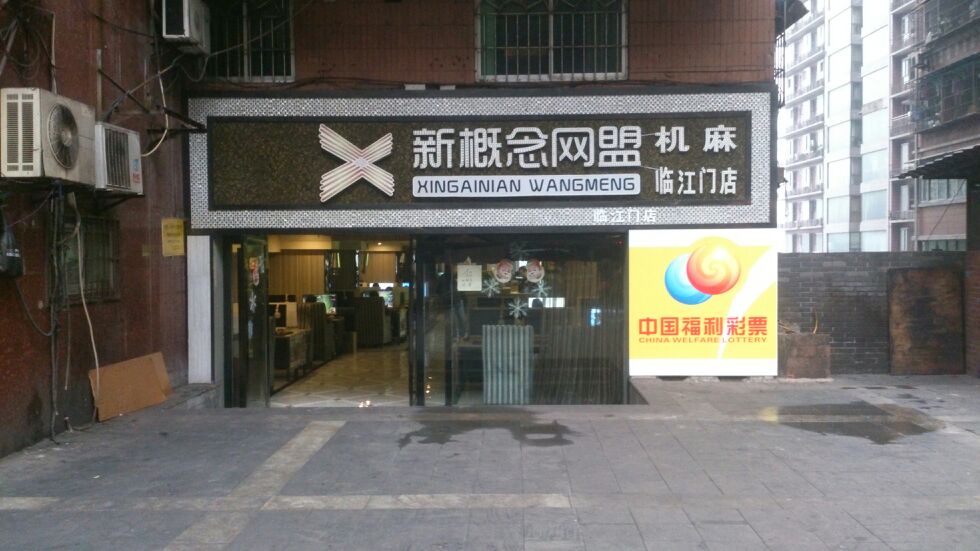 新概念网盟
XINGAINIAN WANGMENG
机麻
临江门店
临江门店
中国福利彩票
CHINA WELFARE LOTTERY